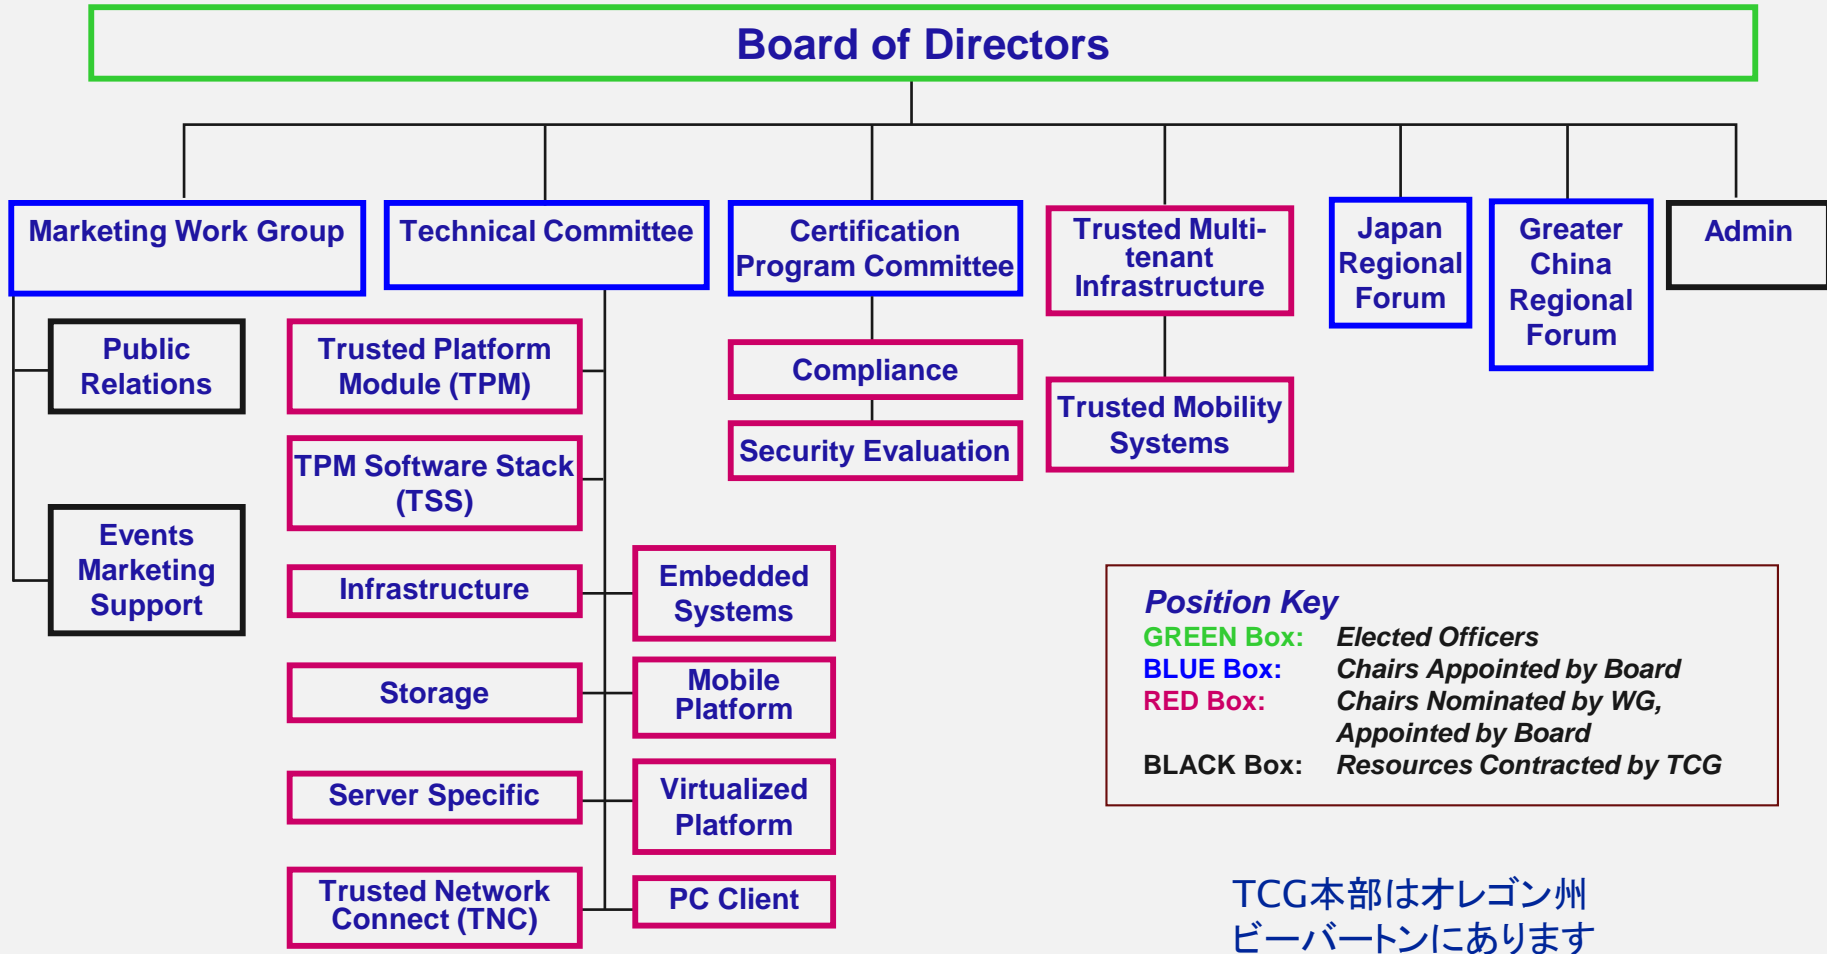 Board of Directors
Marketing Work Group
Technical Committee
Certification
Program Committee
Trusted Multi-
tenant
Infrastructure
Japan
Regional
Forum
Greater
China
Regional
Forum
Admin
Public
Relations
Events
Marketing
Support
Trusted Platform
Module (TPM)
TPM Software Stack
(TSS)
Infrastructure
Storage
Server Specific
Trusted Network
Connect (TNC)
Embedded
Systems
Mobile
Platform
Virtualized
Platform
PC Client
Compliance
Security Evaluation
Trusted Mobility
Systems
Position Key
GREEN Box: Elected Officers
BLUE Box: Chairs Appointed by Board
RED Box: Chairs Nominated by WG,
Appointed by Board
BLACK Box: Resources Contracted by TCG
TCG本部はオレゴン州
ビーバートンにあります